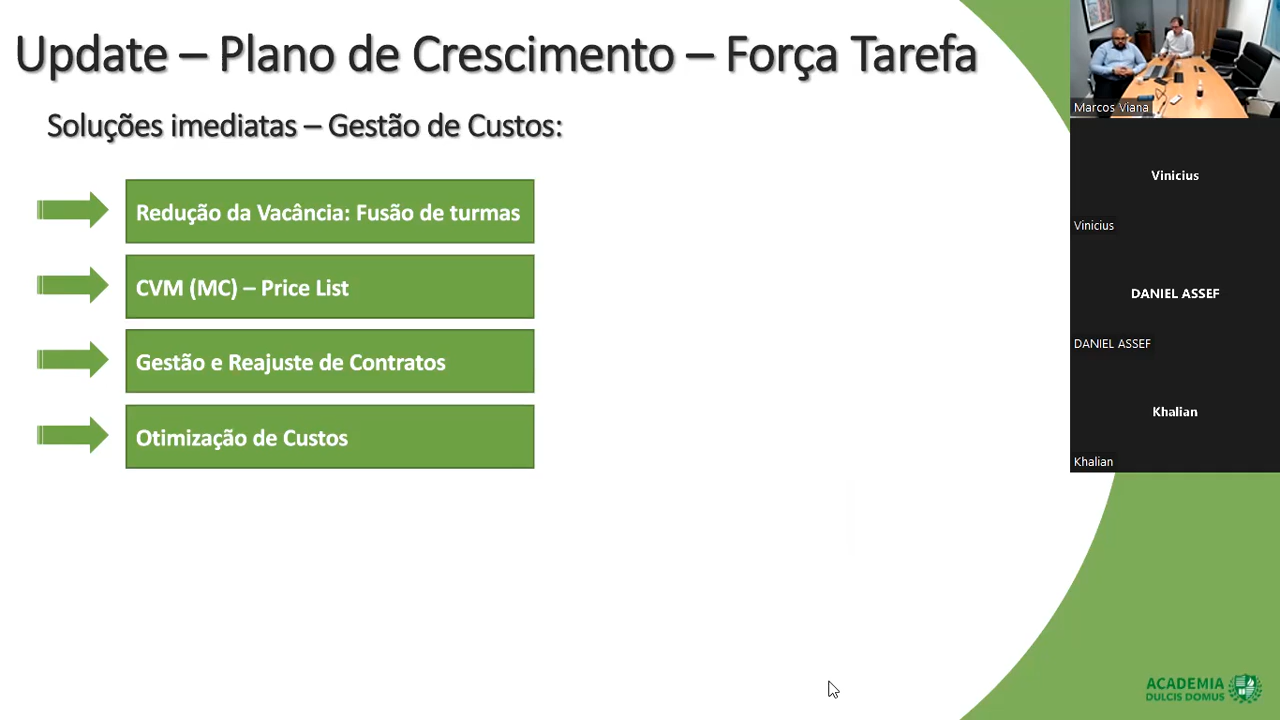 Update – Plano de Crescimento – Força Tarefa
Soluções imediatas – Gestão de Custos:
Redução da Vacância: Fusão de turmas
CVM (MC) – Price List
Gestão e Reajuste de Contratos
Otimização de Custos
Marcos Viana
Vinicius
Vinicius
DANIEL ASSEF
DANIEL ASSEF
Khalian
Khalian
ACADEMIA
DULCIS DOMUS